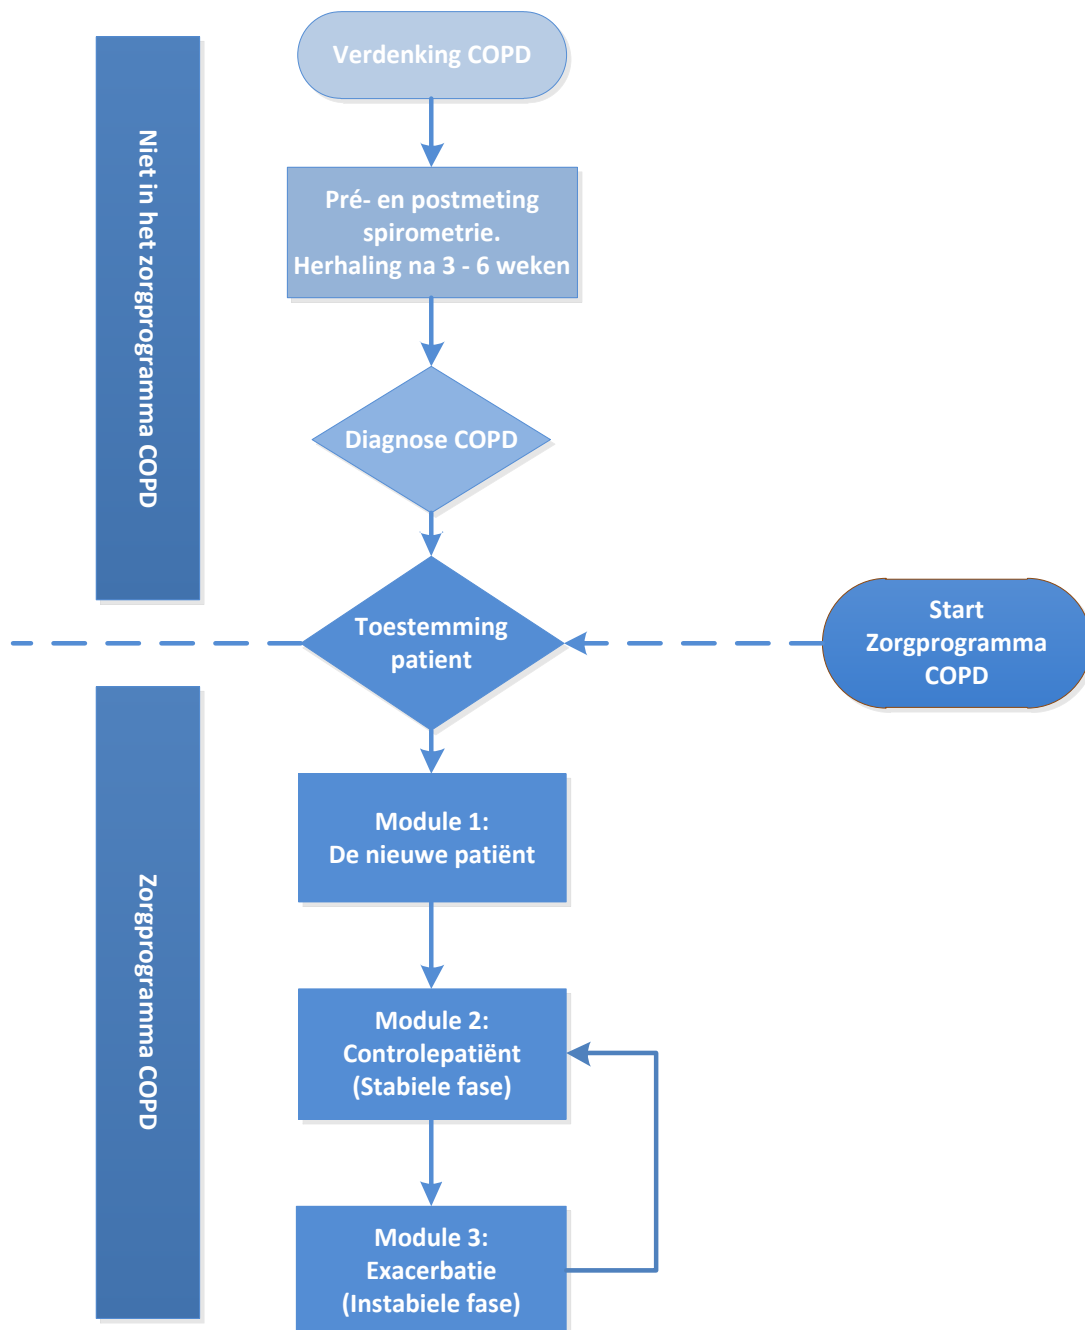 Verdenking COPD
Niet in het zorgprogramma COPD
Pré- en postmeting
spirometrie.
Herhaling na 3 - 6 weken
Diagnose COPD
Toestemming
patient
Start
Zorgprogramma
COPD
Zorgprogramma COPD
Module 1:
De nieuwe patiënt
Module 2:
Controlepatiënt
(Stabiele fase)
Module 3:
Exacerbatie
(Instabiele fase)